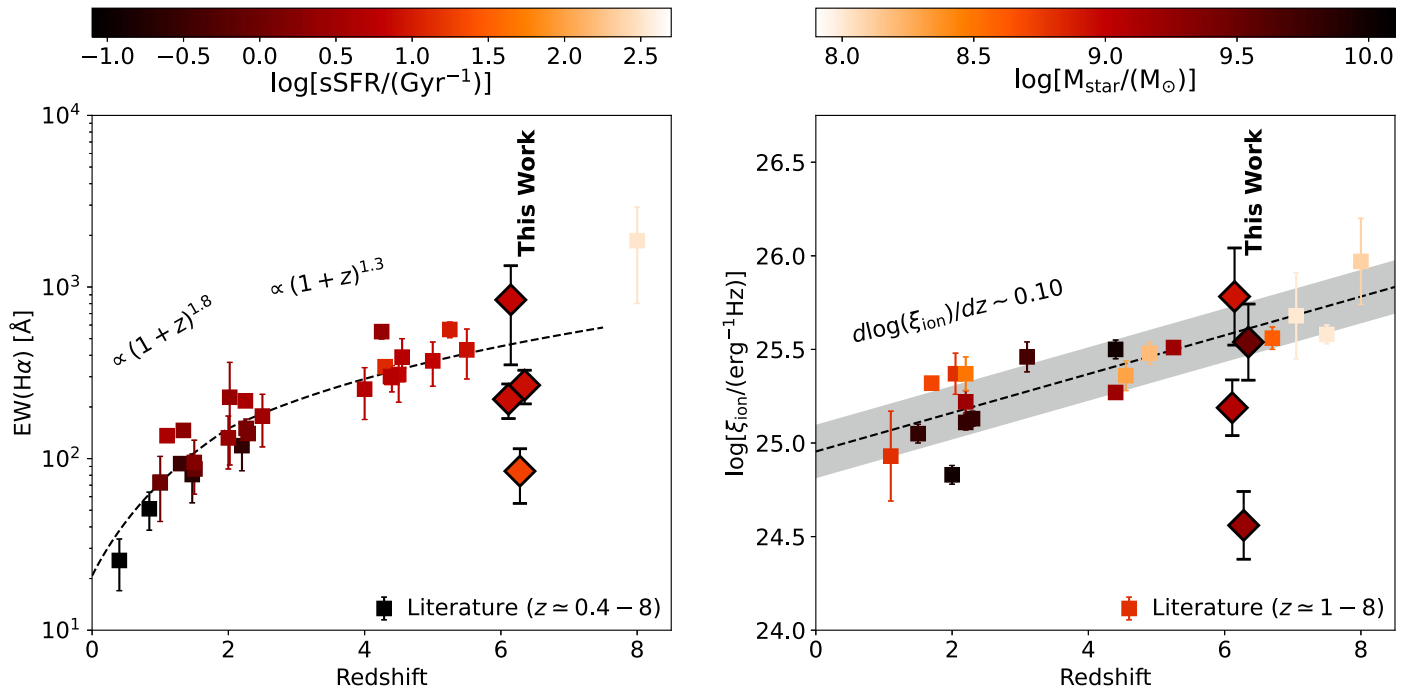 −1.0 −0.5 0.0 0.5 1.0 1.5 2.0 2.5
log[sSFR/(Gyr⁻¹)]
10⁴
10³
10²
10¹
EW(Hα) [Å]
∝ (1 + z)^1.8
∝ (1 + z)^1.3
This Work
Literature (z ≃ 0.4 − 8)
0 2 4 6 8
Redshift
8.0 8.5 9.0 9.5 10.0
log[M_star/(M_⊙)]
26.5
26.0
25.5
25.0
24.5
24.0
log[ξ_ion/(erg⁻¹Hz)]
dlog(ξ_ion)/dz ~ 0.10
This Work
Literature (z ≃ 1 − 8)
0 2 4 6 8
Redshift